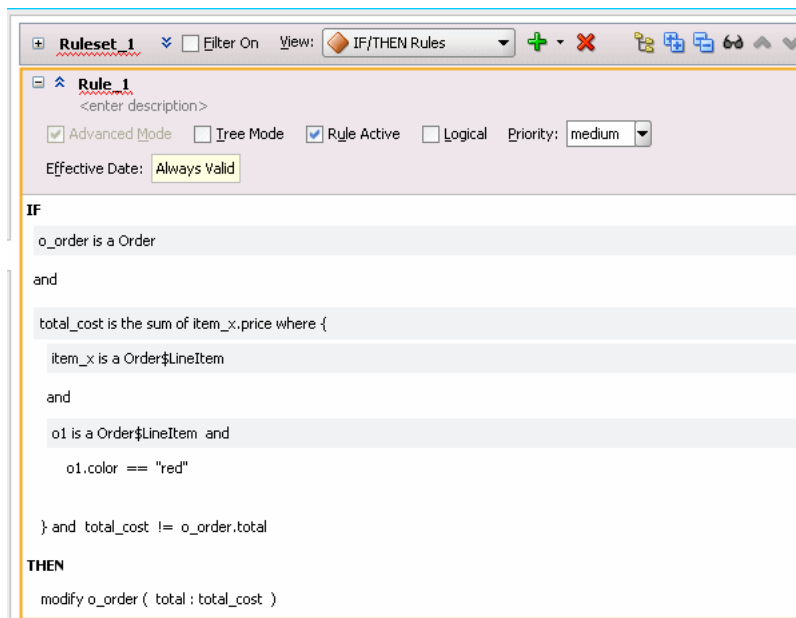 Ruleset_1 Filter On View: IF/THEN Rules
Rule_1
<enter description>
Advanced Mode Tree Mode Rule Active Logical Priority: medium
Effective Date: Always Valid
IF
o_order is a Order
and
total_cost is the sum of item_x.price where {
item_x is a Order$LineItem
and
o1 is a Order$LineItem and
o1.color == "red"
} and total_cost != o_order.total
THEN
modify o_order ( total : total_cost )